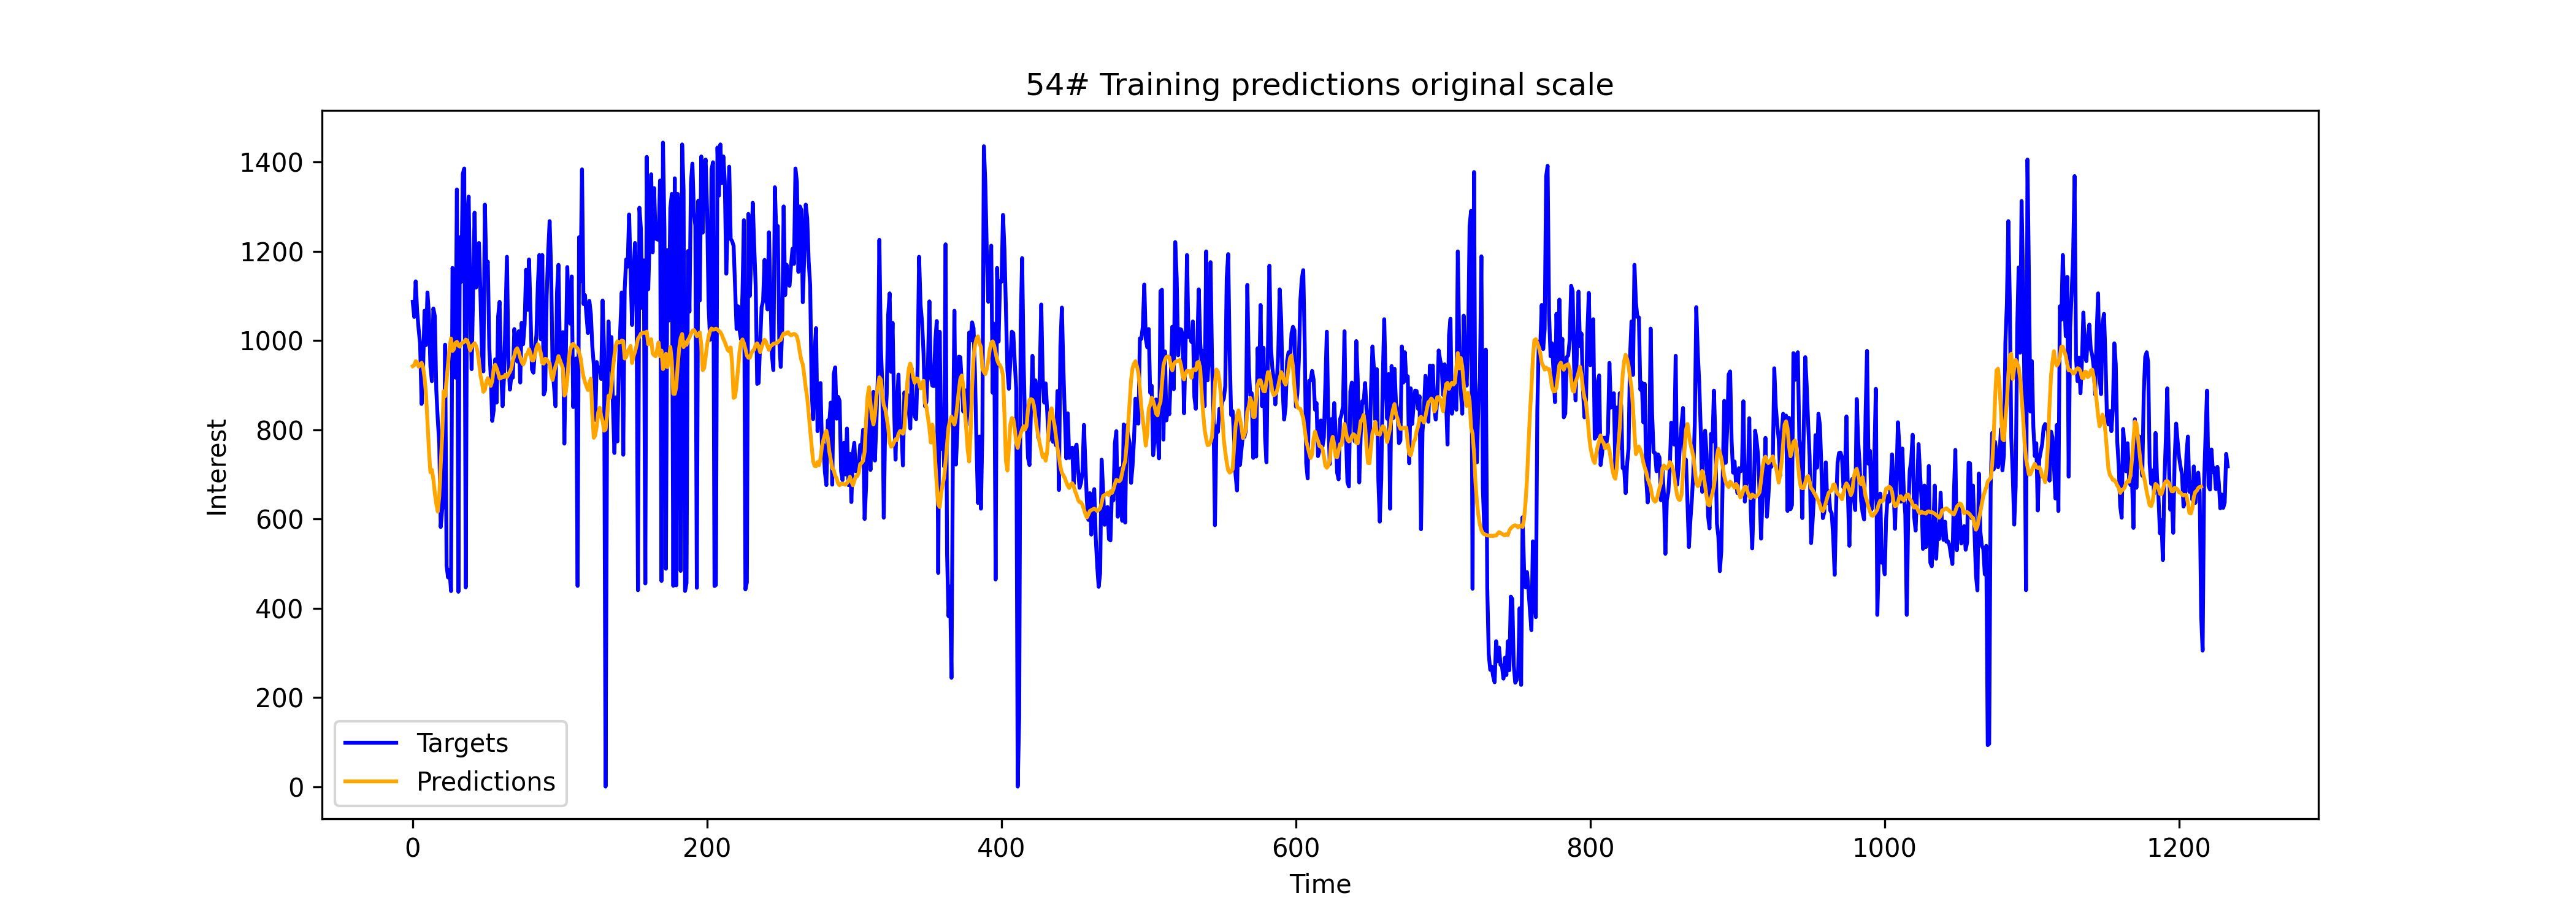 54# Training predictions original scale
1400
1200
1000
800
600
400
200
0
Interest
Targets
Predictions
0 200 400 600 800 1000 1200
Time